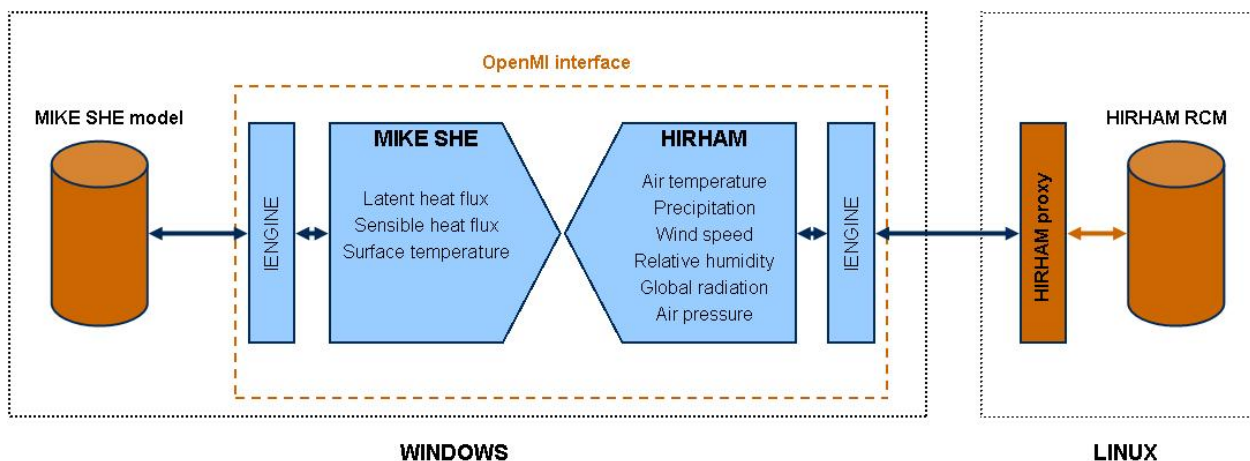 OpenMI interface
MIKE SHE model
IENGINE
MIKE SHE
Latent heat flux
Sensible heat flux
Surface temperature
HIRHAM
Air temperature
Precipitation
Wind speed
Relative humidity
Global radiation
Air pressure
IENGINE
HIRHAM proxy
HIRHAM RCM
WINDOWS
LINUX